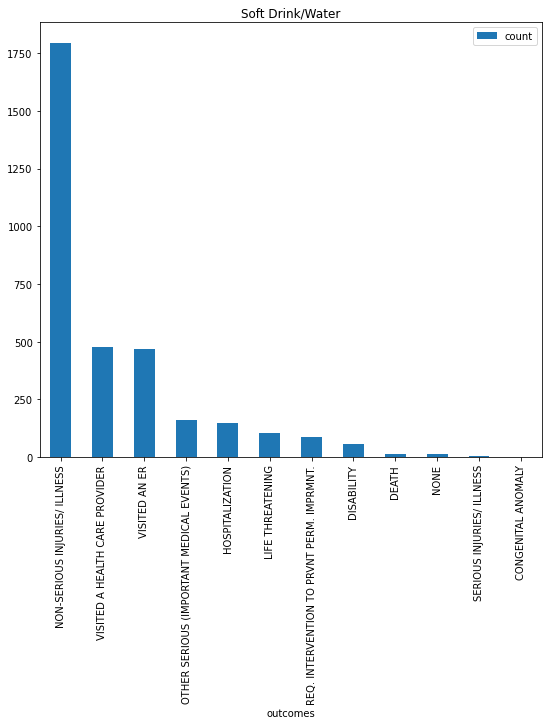 Soft Drink/Water
count
1750
1500
1250
1000
750
500
250
0
NON-SERIOUS INJURIES/ ILLNESS
VISITED A HEALTH CARE PROVIDER
VISITED AN ER
OTHER SERIOUS (IMPORTANT MEDICAL EVENTS)
HOSPITALIZATION
LIFE THREATENING
REQ. INTERVENTION TO PRVNT PERM. IMPRMNT.
DISABILITY
DEATH
NONE
SERIOUS INJURIES/ ILLNESS
CONGENITAL ANOMALY
outcomes